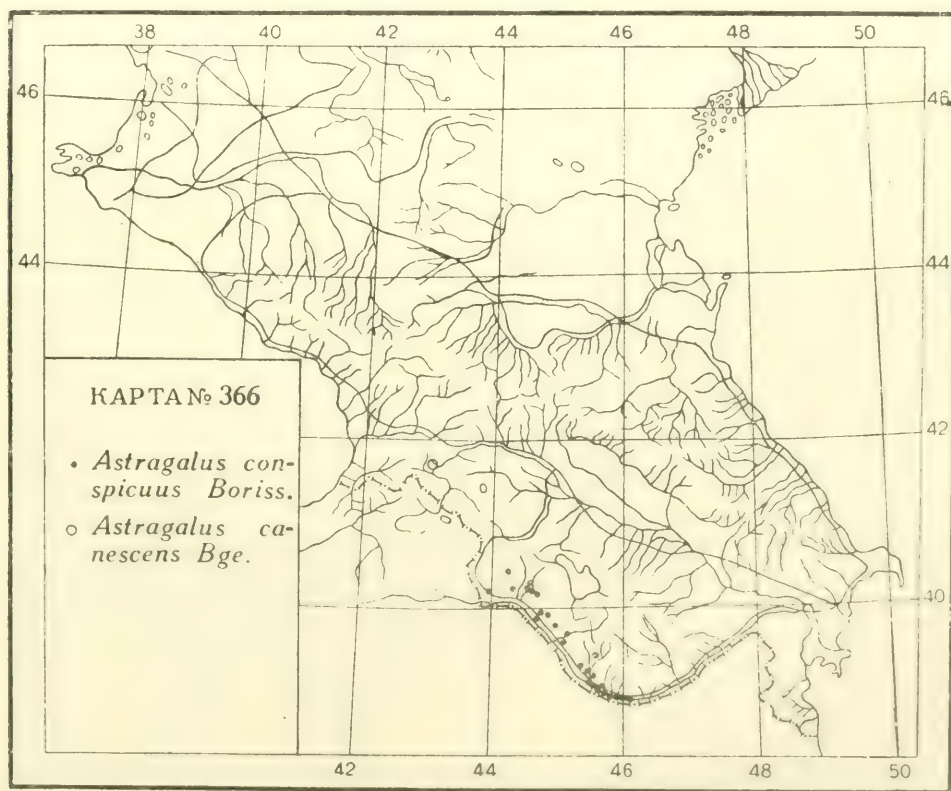 38 40 42 44 46 48 50
46 46
44 44
КАРТА № 366
42
Astragalus con-
spicuus Boriss.
Astragalus ca-
nescens Bge.
40
42 44 46 48 50